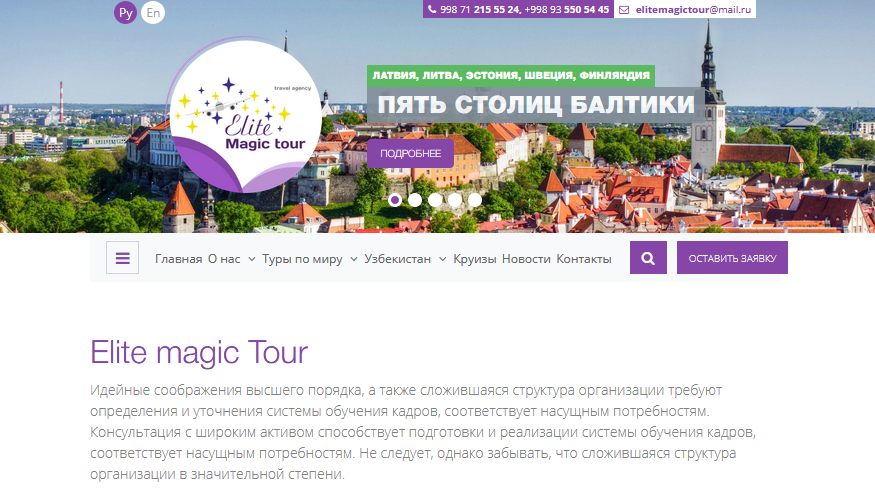 Ру En
998 71 215 55 24, +998 93 550 54 45 elitemagictour@mail.ru
travel agency
Elite
Magic tour
ЛАТВИЯ, ЛИТВА, ЭСТОНИЯ, ШВЕЦИЯ, ФИНЛЯНДИЯ
ПЯТЬ СТОЛИЦ БАЛТИКИ
ПОДРОБНЕЕ
Главная О нас Туры по миру Узбекистан Круизы Новости Контакты ОСТАВИТЬ ЗАЯВКУ
Elite magic Tour
Идейные соображения высшего порядка, а также сложившаяся структура организации требуют
определения и уточнения системы обучения кадров, соответствует насущным потребностям.
Консультация с широким активом способствует подготовки и реализации системы обучения кадров,
соответствует насущным потребностям. Не следует, однако забывать, что сложившаяся структура
организации в значительной степени.